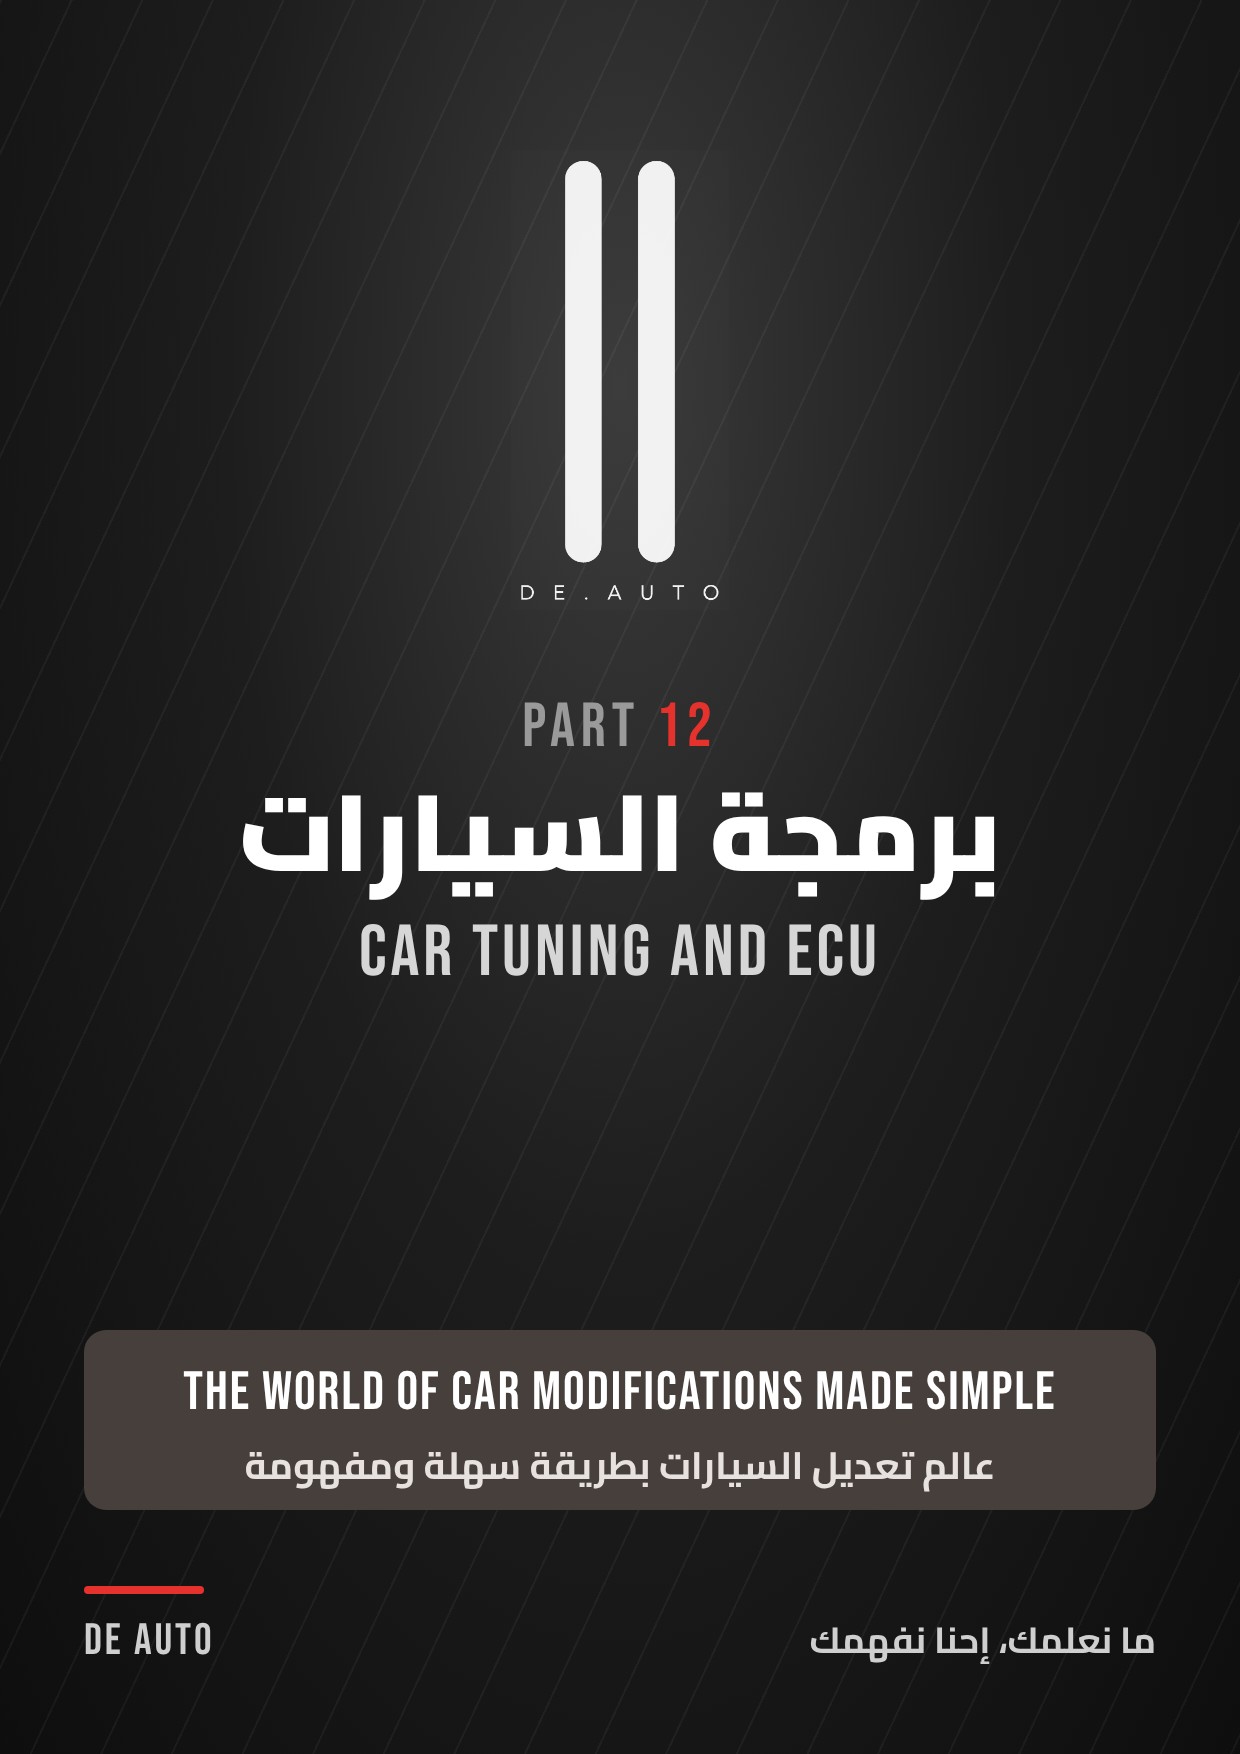 DE.AUTO
PART 12
برمجة السيارات
CAR TUNING AND ECU
THE WORLD OF CAR MODIFICATIONS MADE SIMPLE
عالم تعديل السيارات بطريقة سهلة ومفهومة
DE AUTO
ما نعلمك، إحنا نفهمك